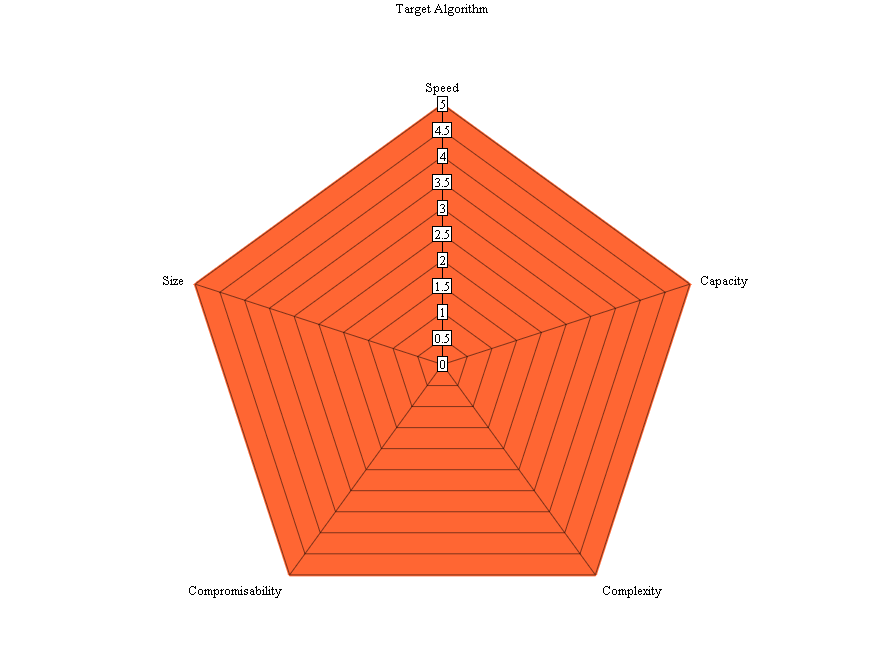 Target Algorithm
Speed
5
4.5
4
3.5
3
2.5
2
Size
Capacity
1.5
1
0.5
0
Compromisability
Complexity